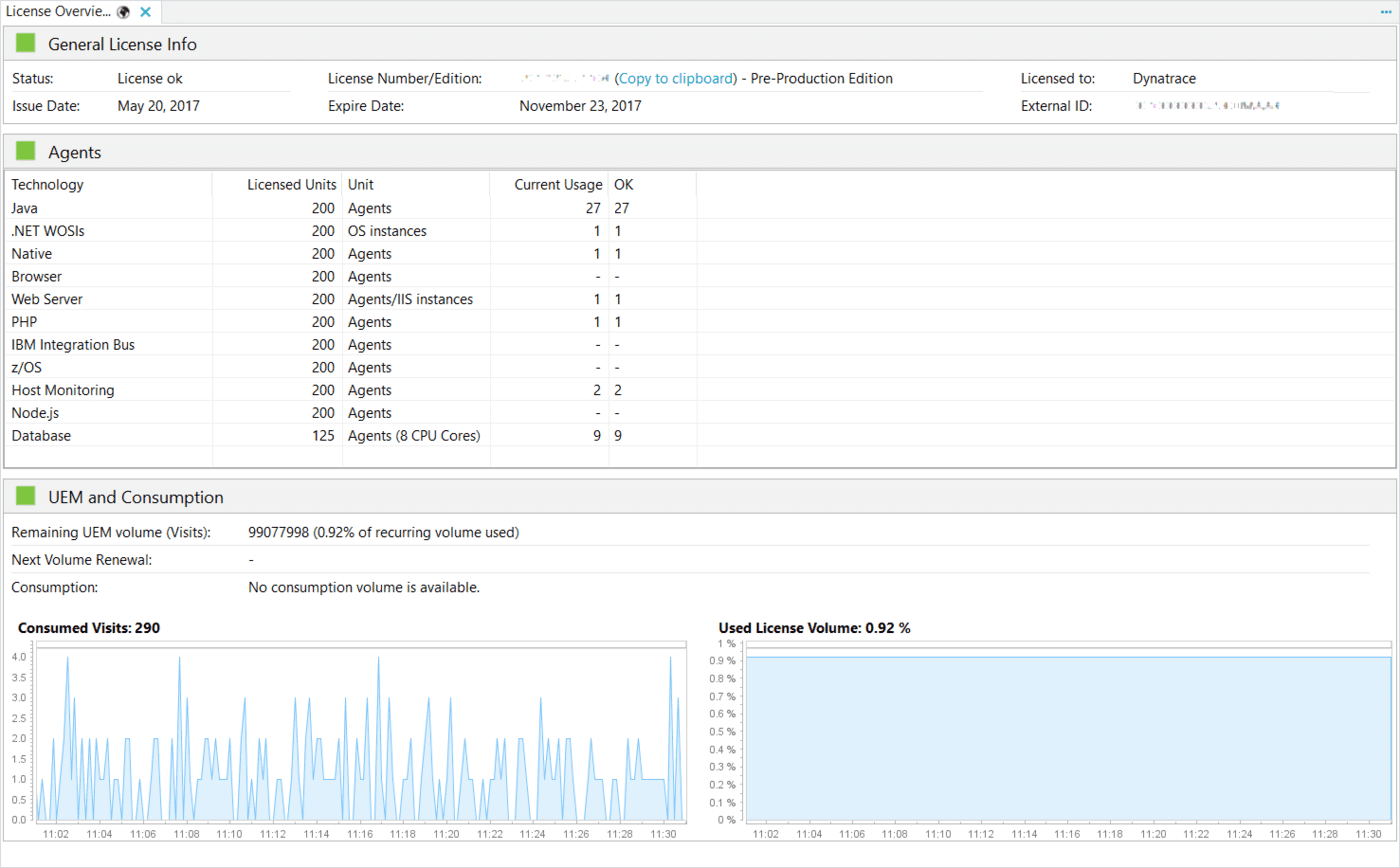 License Overvie...
General License Info
Status: License ok License Number/Edition: (Copy to clipboard) - Pre-Production Edition Licensed to: Dynatrace
Issue Date: May 20, 2017 Expire Date: November 23, 2017 External ID:
Agents
Technology Licensed Units Unit Current Usage OK
Java 200 Agents 27 27
.NET WOSIs 200 OS instances 1 1
Native 200 Agents 1 1
Browser 200 Agents - -
Web Server 200 Agents/IIS instances 1 1
PHP 200 Agents 1 1
IBM Integration Bus 200 Agents - -
z/OS 200 Agents - -
Host Monitoring 200 Agents 2 2
Node.js 200 Agents - -
Database 125 Agents (8 CPU Cores) 9 9
UEM and Consumption
Remaining UEM volume (Visits): 99077998 (0.92% of recurring volume used)
Next Volume Renewal: -
Consumption: No consumption volume is available.
Consumed Visits: 290
4.0
3.5
3.0
2.5
2.0
1.5
1.0
0.5
0.0
11:02 11:04 11:06 11:08 11:10 11:12 11:14 11:16 11:18 11:20 11:22 11:24 11:26 11:28 11:30
Used License Volume: 0.92 %
1 %
0.9 %
0.8 %
0.7 %
0.6 %
0.5 %
0.4 %
0.3 %
0.2 %
0.1 %
0 %
11:02 11:04 11:06 11:08 11:10 11:12 11:14 11:16 11:18 11:20 11:22 11:24 11:26 11:28 11:30